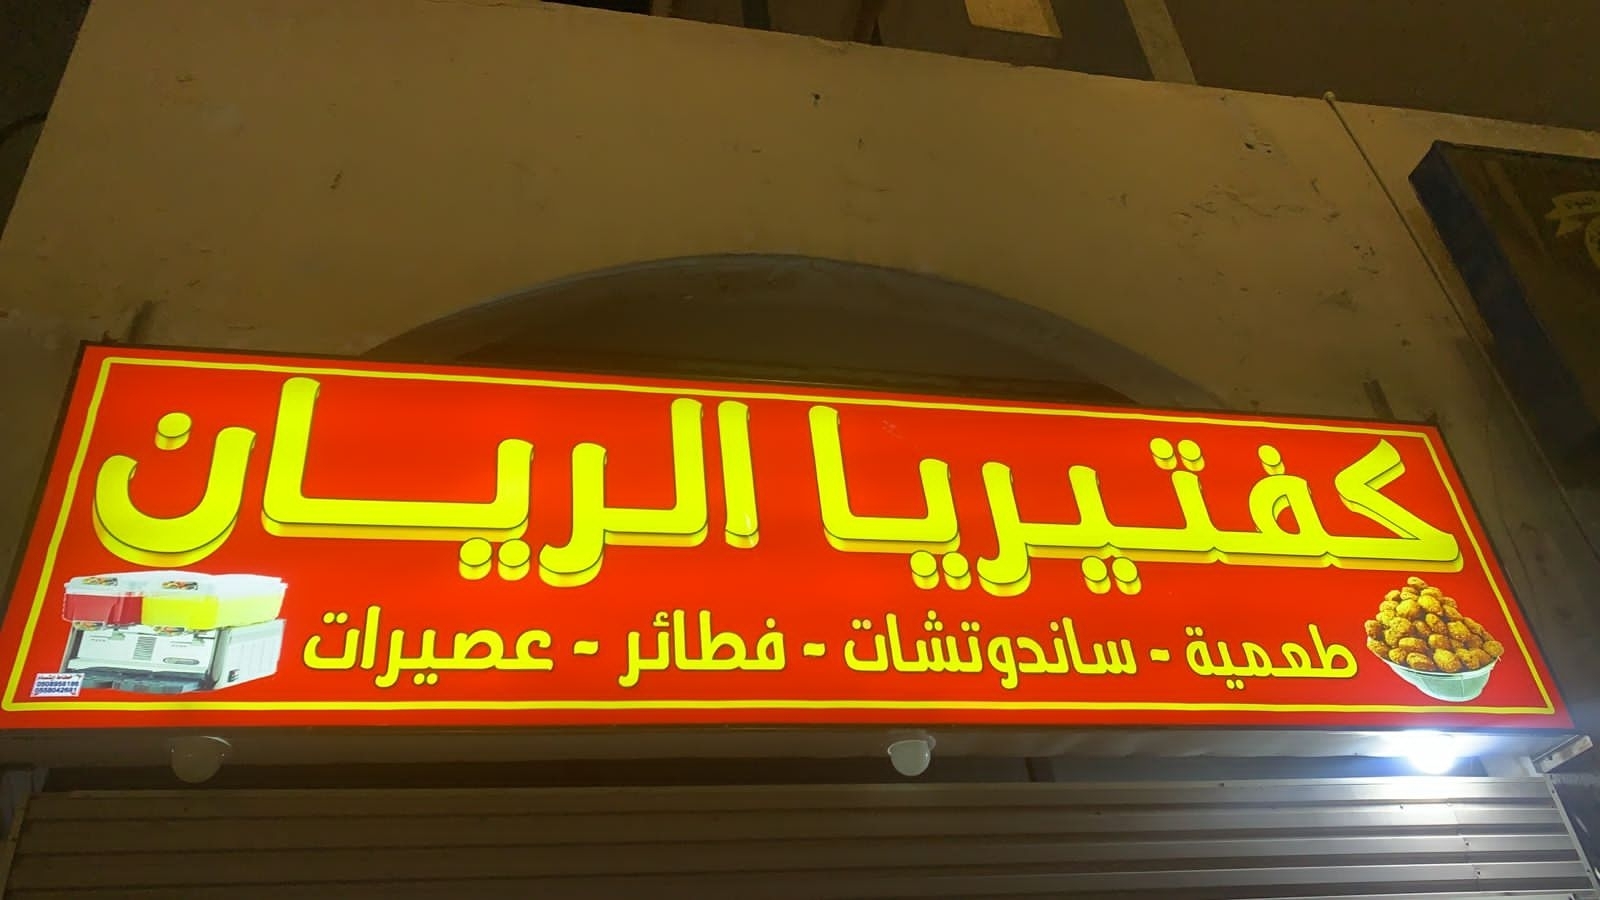 كفتيريا الريان
طعمية - ساندوتشات - فطائر - عصيرات